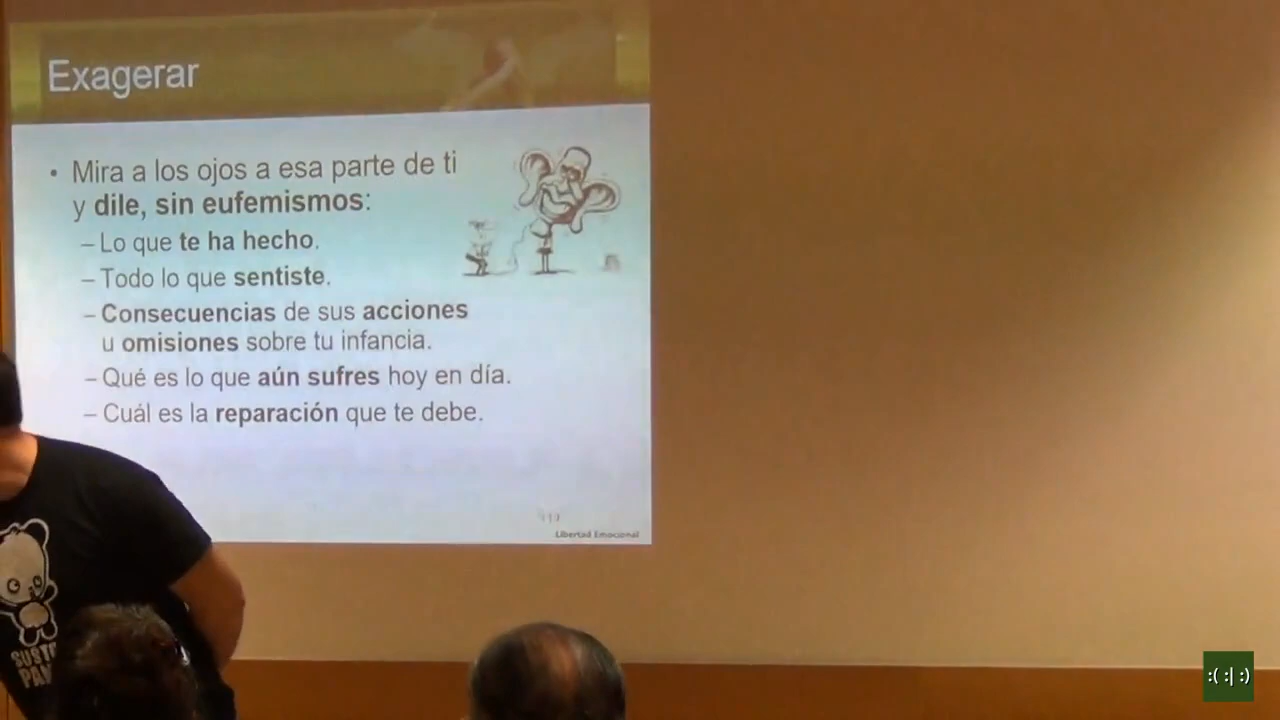 Exagerar
• Mira a los ojos a esa parte de ti
y dile, sin eufemismos:
– Lo que te ha hecho.
– Todo lo que sentiste.
– Consecuencias de sus acciones
u omisiones sobre tu infancia.
– Qué es lo que aún sufres hoy en día.
– Cuál es la reparación que te debe.
Libertad Emocional
:( :| :)